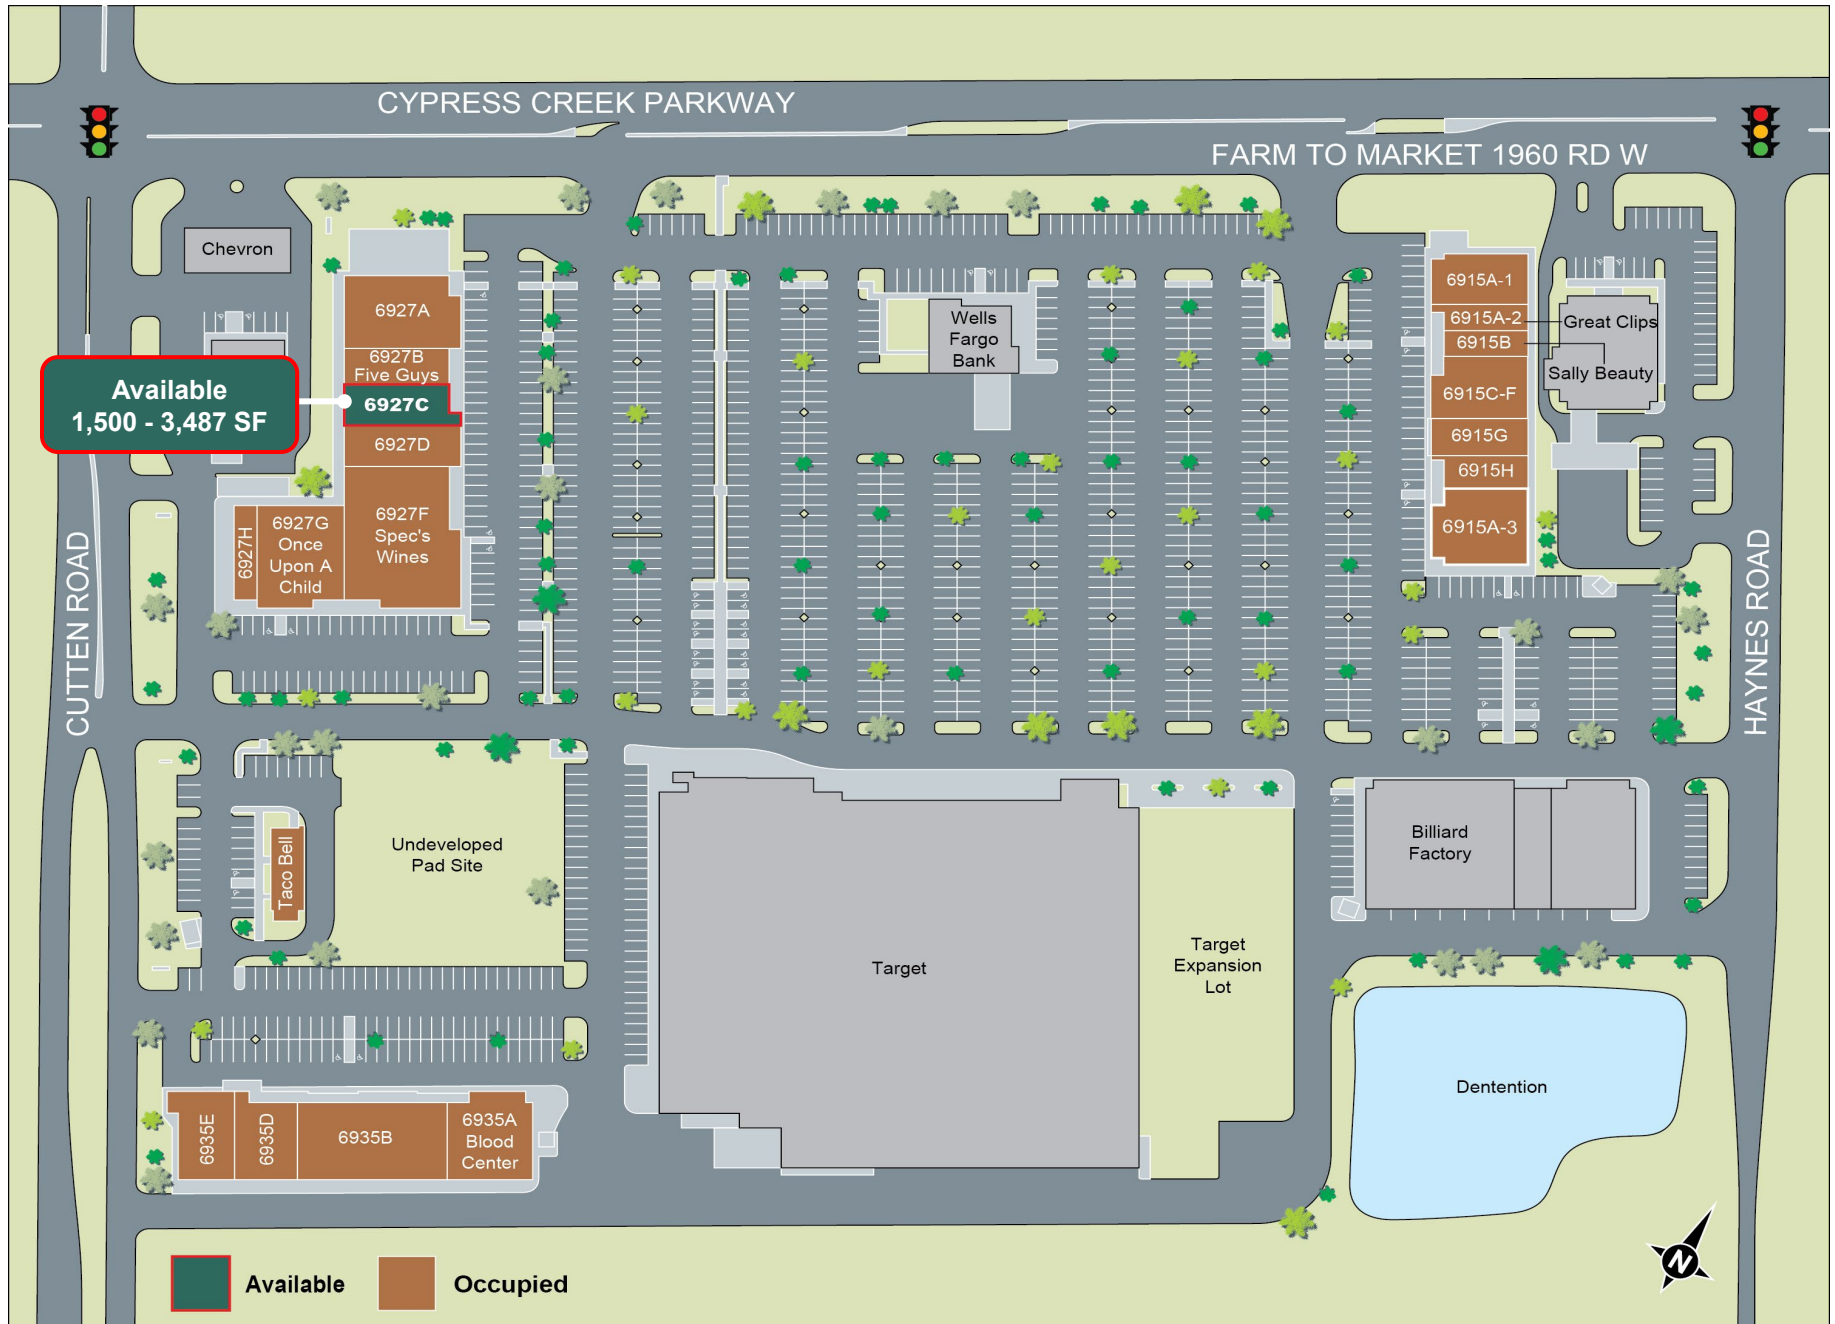 CYPRESS CREEK PARKWAY
FARM TO MARKET 1960 RD W
CUTTEN ROAD
HAYNES ROAD
Chevron
Available
1,500 - 3,487 SF
6927A
6927B
Five Guys
6927C
6927D
6927F
Spec's
Wines
6927G
Once
Upon A
Child
6927H
Wells
Fargo
Bank
6915A-1
6915A-2
6915B
6915C-F
6915G
6915H
6915A-3
Great Clips
Sally Beauty
Taco Bell
Undeveloped
Pad Site
Target
Target
Expansion
Lot
Billiard
Factory
Dentention
6935E
6935D
6935B
6935A
Blood
Center
Available
Occupied
N